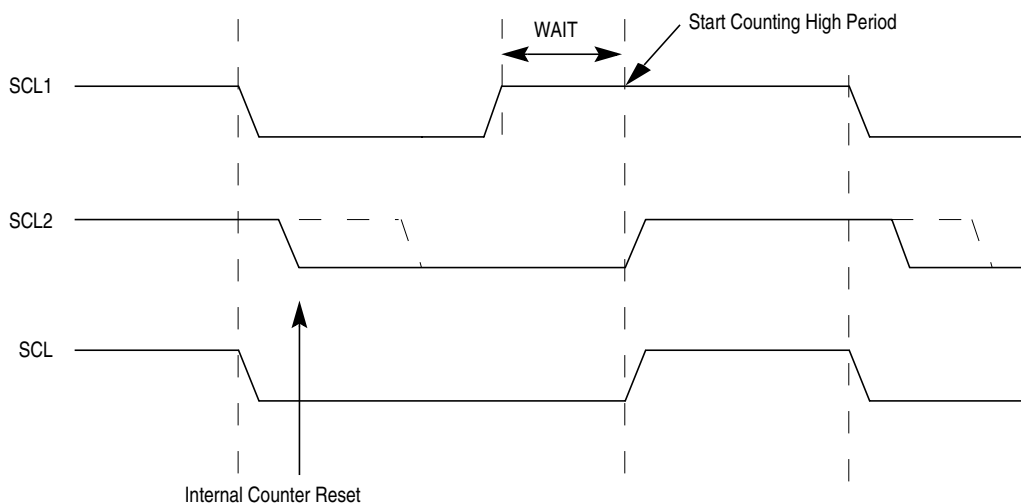 WAIT
Start Counting High Period
SCL1
SCL2
SCL
Internal Counter Reset